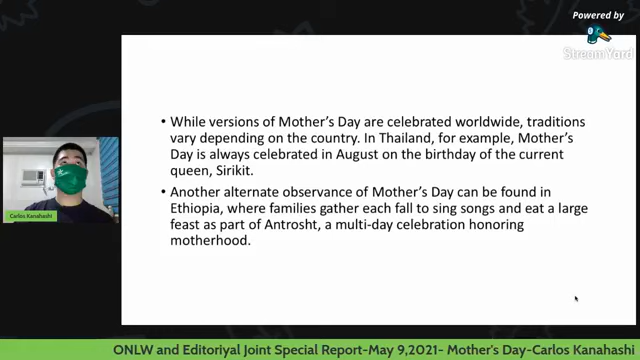 Powered by
StreamYard
• While versions of Mother's Day are celebrated worldwide, traditions
vary depending on the country. In Thailand, for example, Mother's
Day is always celebrated in August on the birthday of the current
queen, Sirikit.
• Another alternate observance of Mother's Day can be found in
Ethiopia, where families gather each fall to sing songs and eat a large
feast as part of Antrosht, a multi-day celebration honoring
motherhood.
Carlos Kanahashi
ONLW and Editoriyal Joint Special Report-May 9,2021- Mother's Day-Carlos Kanahashi